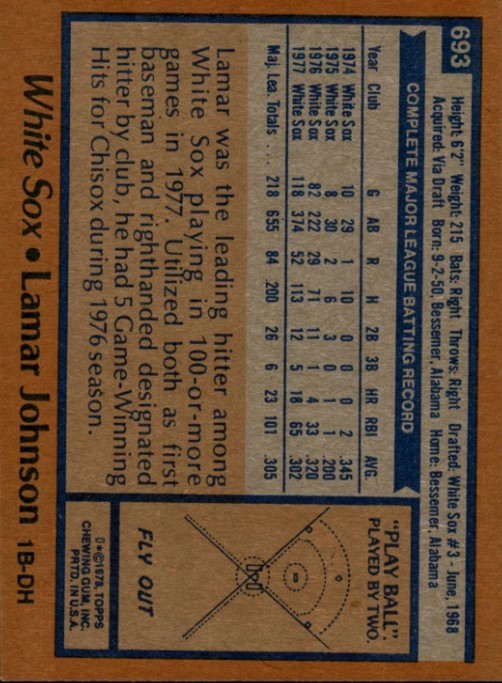 693
Height: 6'2" Weight: 215 Bats: Right Throws: Right Drafted: White Sox #3 - June, 1968
Acquired: Via Draft Born: 9-2-50, Bessemer, Alabama Home: Bessemer, Alabama
COMPLETE MAJOR LEAGUE BATTING RECORD
Year Club G AB R H 2B 3B HR RBI AVG.
1974 White Sox 10 29 1 10 0 0 0 2 .345
1975 White Sox 8 30 2 6 3 0 1 1 .200
1976 White Sox 82 222 29 71 11 1 4 33 .320
1977 White Sox 118 374 52 113 12 5 18 65 .302
Maj. Lea. Totals . . . 218 655 84 200 26 6 23 101 .305
Lamar was the leading hitter among
White Sox playing in 100-or-more
games in 1977. Utilized both as first
baseman and righthanded designated
hitter by club, he had 5 Game-Winning
Hits for Chisox during 1976 season.
"PLAY BALL".
PLAYED BY TWO.
FLY OUT
©1978 TOPPS
CHEWING GUM, INC.
PRTD. IN U.S.A.
White Sox • Lamar Johnson 1B-DH